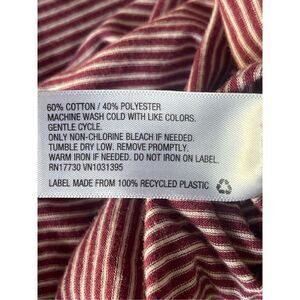 60% COTTON / 40% POLYESTER
MACHINE WASH COLD WITH LIKE COLORS.
GENTLE CYCLE.
ONLY NON-CHLORINE BLEACH IF NEEDED.
TUMBLE DRY LOW. REMOVE PROMPTLY.
WARM IRON IF NEEDED. DO NOT IRON ON LABEL.
RN17730 VN1031395
LABEL MADE FROM 100% RECYCLED PLASTIC